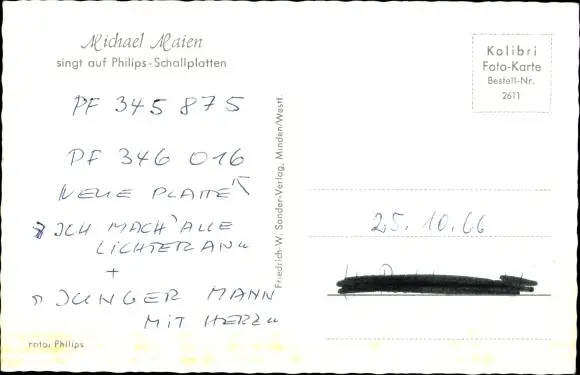 Michael Maien
singt auf Philips-Schallplatten
PF 345 875
PF 346 016
NEUE PLATTE
"ICH MACH' ALLE
LICHTER AN"
+
"JUNGER MANN
MIT HERZ"
Foto: Philips
Friedrich-W. Sander-Verlag, Minden/Westf.
Kolibri
Foto-Karte
Bestell-Nr.
2611
25. 10. 66